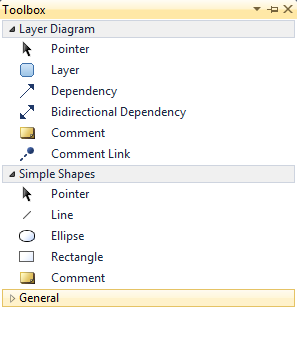 Toolbox
Layer Diagram
Pointer
Layer
Dependency
Bidirectional Dependency
Comment
Comment Link
Simple Shapes
Pointer
Line
Ellipse
Rectangle
Comment
General